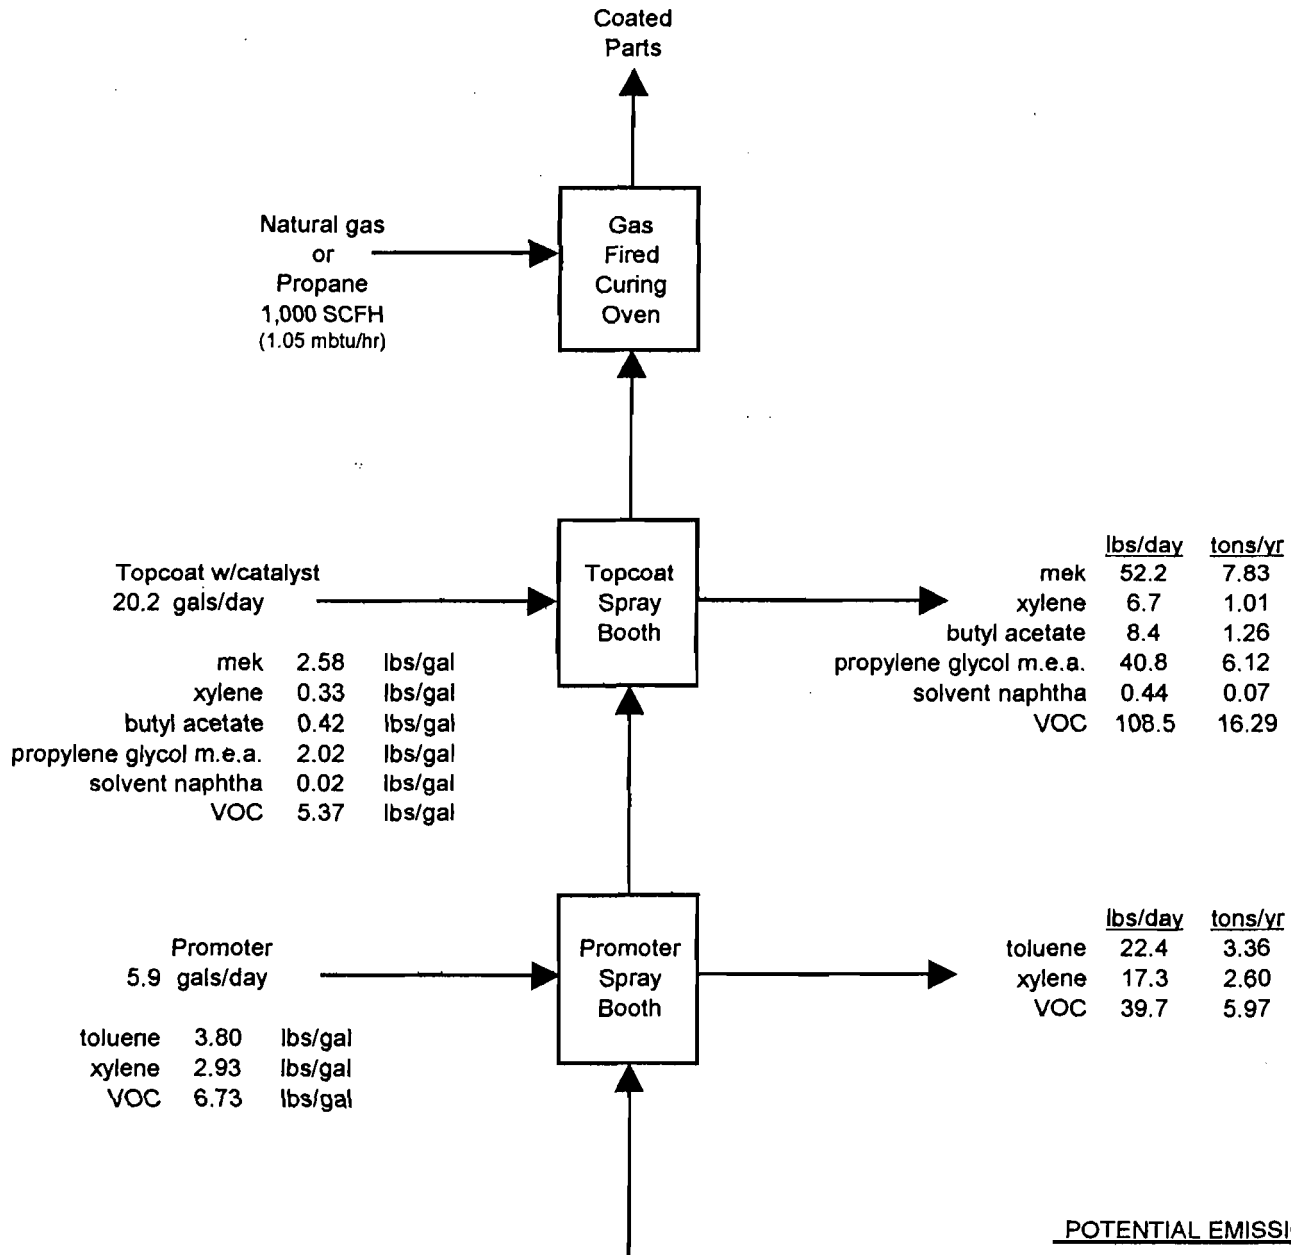 Coated
Parts
Natural gas
or
Propane
1,000 SCFH
(1.05 mbtu/hr)
Gas
Fired
Curing
Oven
Topcoat w/catalyst
20.2 gals/day
mek 2.58 lbs/gal
xylene 0.33 lbs/gal
butyl acetate 0.42 lbs/gal
propylene glycol m.e.a. 2.02 lbs/gal
solvent naphtha 0.02 lbs/gal
VOC 5.37 lbs/gal
Topcoat
Spray
Booth
lbs/day tons/yr
mek 52.2 7.83
xylene 6.7 1.01
butyl acetate 8.4 1.26
propylene glycol m.e.a. 40.8 6.12
solvent naphtha 0.44 0.07
VOC 108.5 16.29
Promoter
5.9 gals/day
toluene 3.80 lbs/gal
xylene 2.93 lbs/gal
VOC 6.73 lbs/gal
Promoter
Spray
Booth
lbs/day tons/yr
toluene 22.4 3.36
xylene 17.3 2.60
VOC 39.7 5.97
POTENTIAL EMISSI